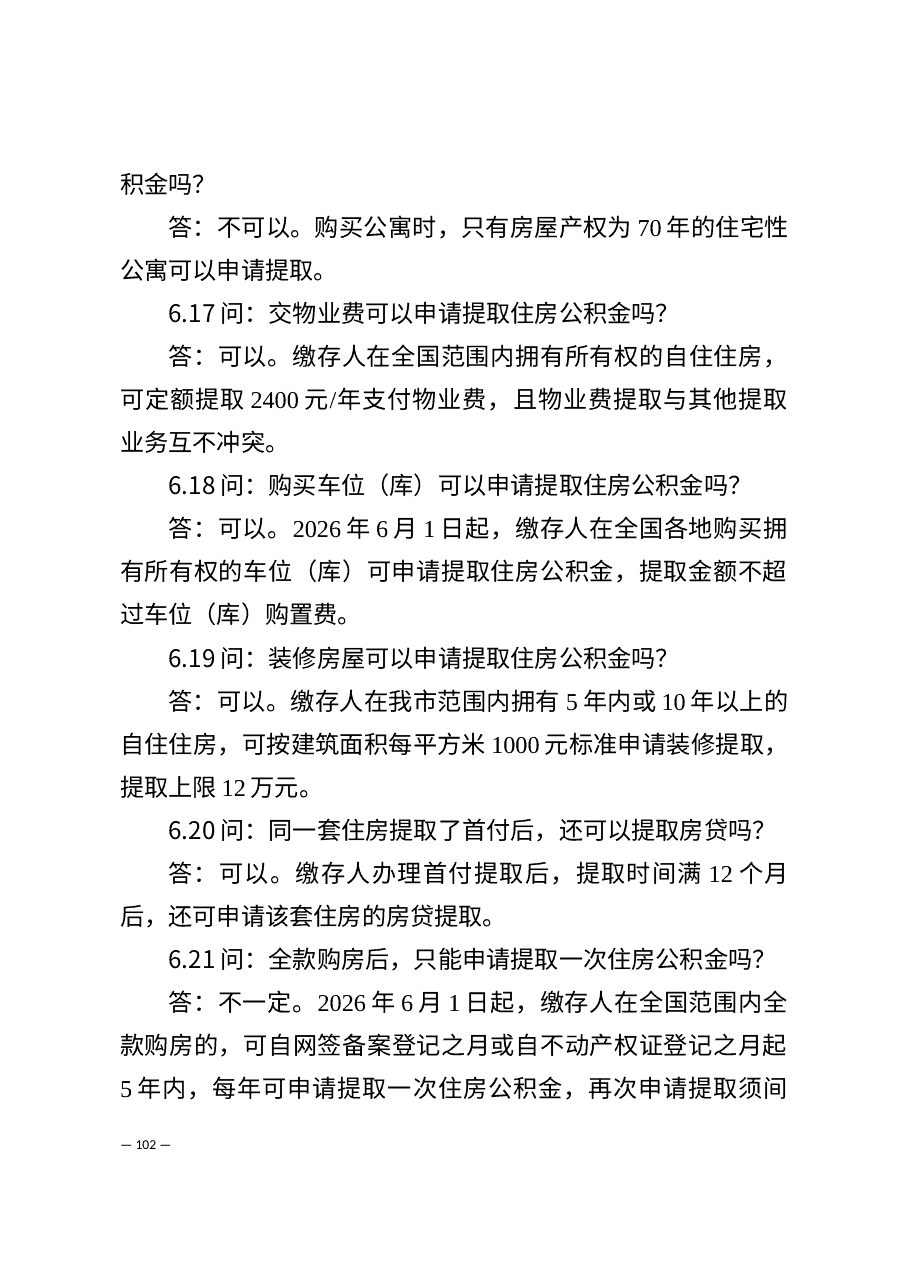 积金吗？
答：不可以。购买公寓时，只有房屋产权为 70 年的住宅性
公寓可以申请提取。
6.17 问：交物业费可以申请提取住房公积金吗？
答：可以。缴存人在全国范围内拥有所有权的自住住房，
可定额提取 2400 元/年支付物业费，且物业费提取与其他提取
业务互不冲突。
6.18 问：购买车位（库）可以申请提取住房公积金吗？
答：可以。2026 年 6 月 1 日起，缴存人在全国各地购买拥
有所有权的车位（库）可申请提取住房公积金，提取金额不超
过车位（库）购置费。
6.19 问：装修房屋可以申请提取住房公积金吗？
答：可以。缴存人在我市范围内拥有 5 年内或 10 年以上的
自住住房，可按建筑面积每平方米 1000 元标准申请装修提取，
提取上限 12 万元。
6.20 问：同一套住房提取了首付后，还可以提取房贷吗？
答：可以。缴存人办理首付提取后，提取时间满 12 个月
后，还可申请该套住房的房贷提取。
6.21 问：全款购房后，只能申请提取一次住房公积金吗？
答：不一定。2026 年 6 月 1 日起，缴存人在全国范围内全
款购房的，可自网签备案登记之月或自不动产权证登记之月起
5 年内，每年可申请提取一次住房公积金，再次申请提取须间
— 102 —